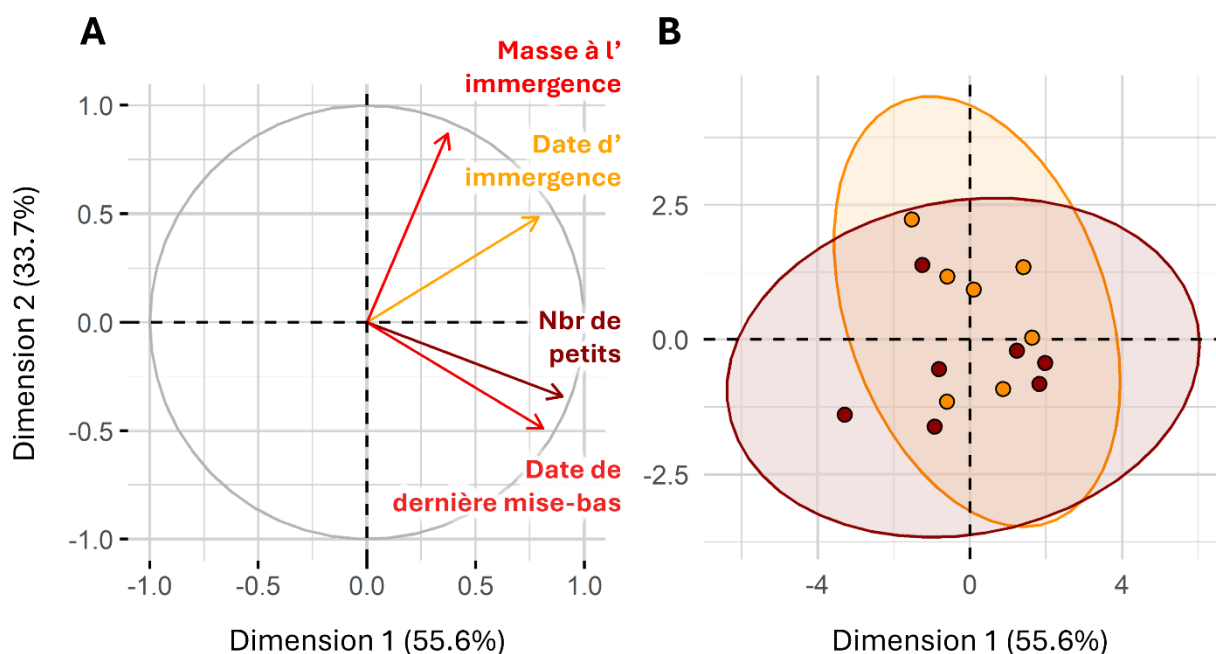 A
Masse à l'
immergence
Date d'
immergence
Nbr de
petits
Date de
dernière mise-bas
1.0
0.5
0.0
-0.5
-1.0
-1.0
-0.5
0.0
0.5
1.0
Dimension 2 (33.7%)
Dimension 1 (55.6%)
B
2.5
0.0
-2.5
-4
0
4
Dimension 1 (55.6%)